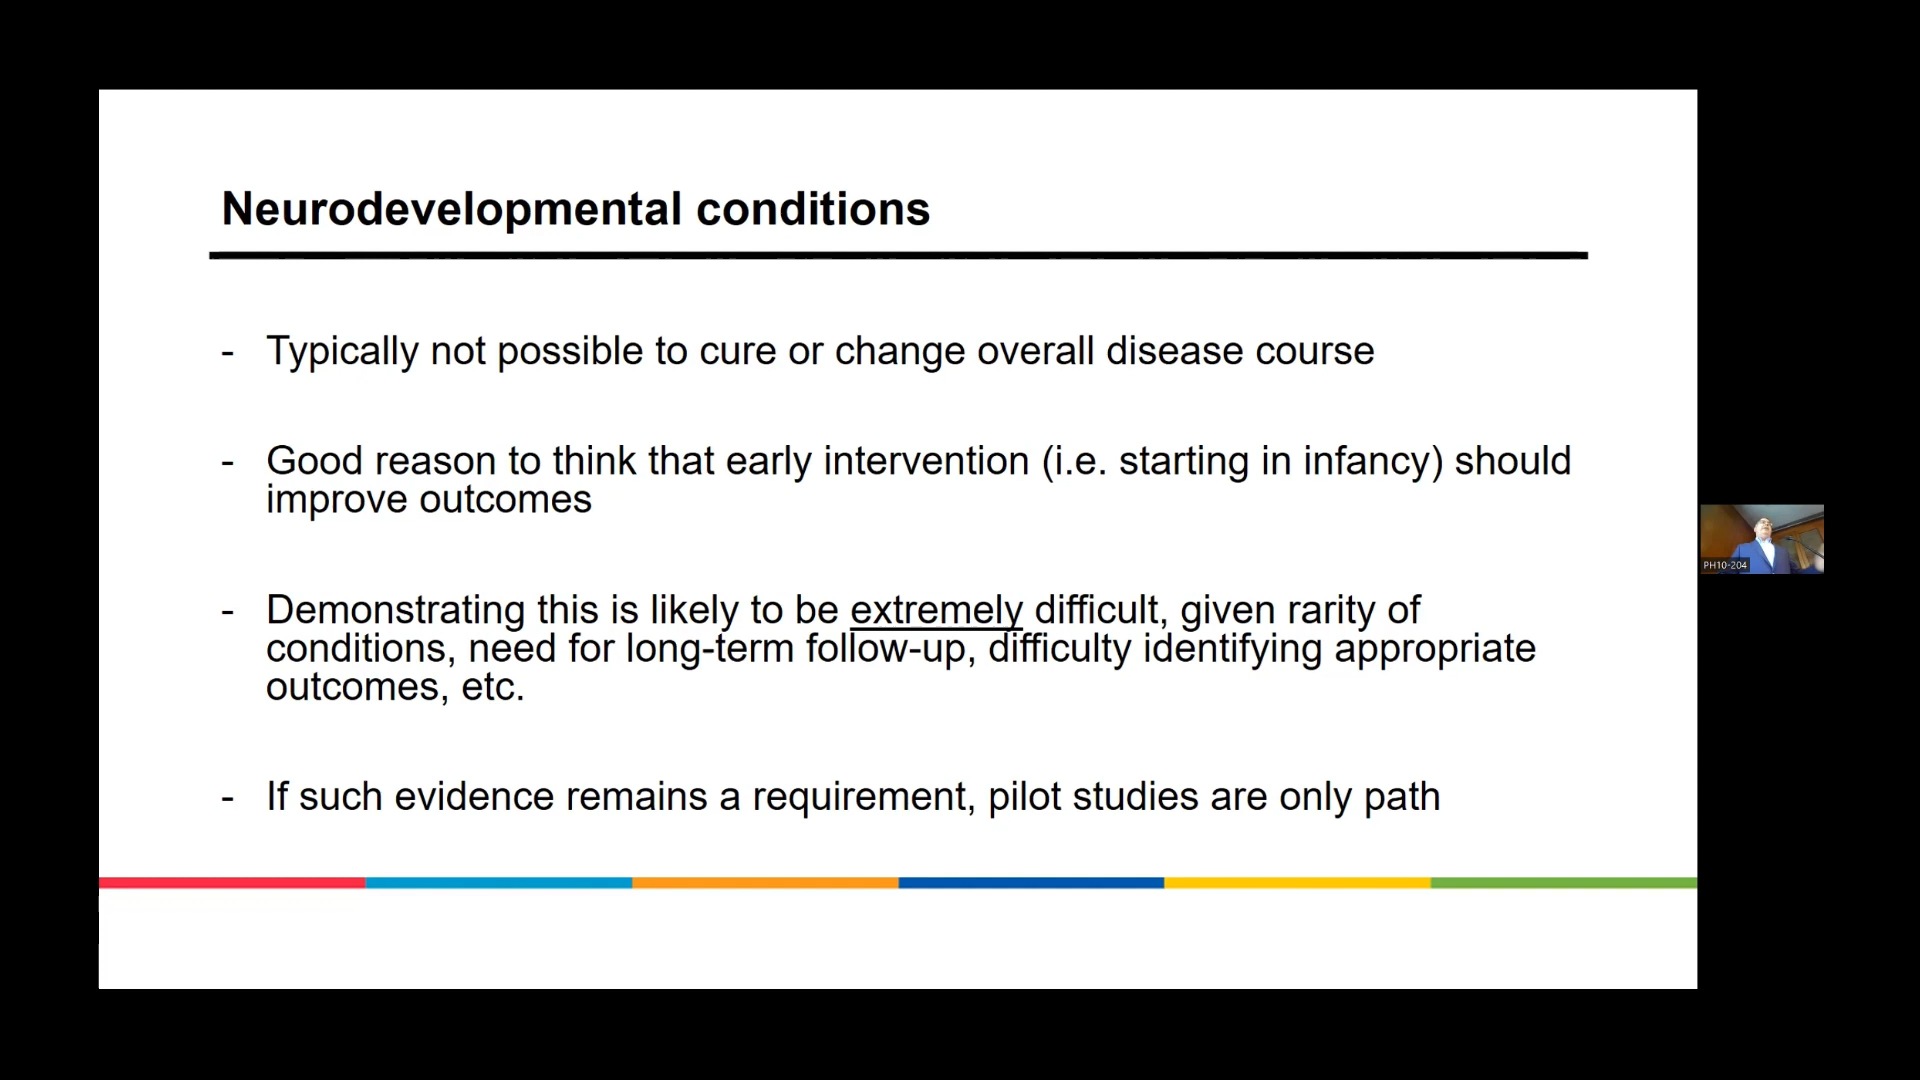 Neurodevelopmental conditions
- Typically not possible to cure or change overall disease course
- Good reason to think that early intervention (i.e. starting in infancy) should
improve outcomes
- Demonstrating this is likely to be extremely difficult, given rarity of
conditions, need for long-term follow-up, difficulty identifying appropriate
outcomes, etc.
- If such evidence remains a requirement, pilot studies are only path
PH10-204